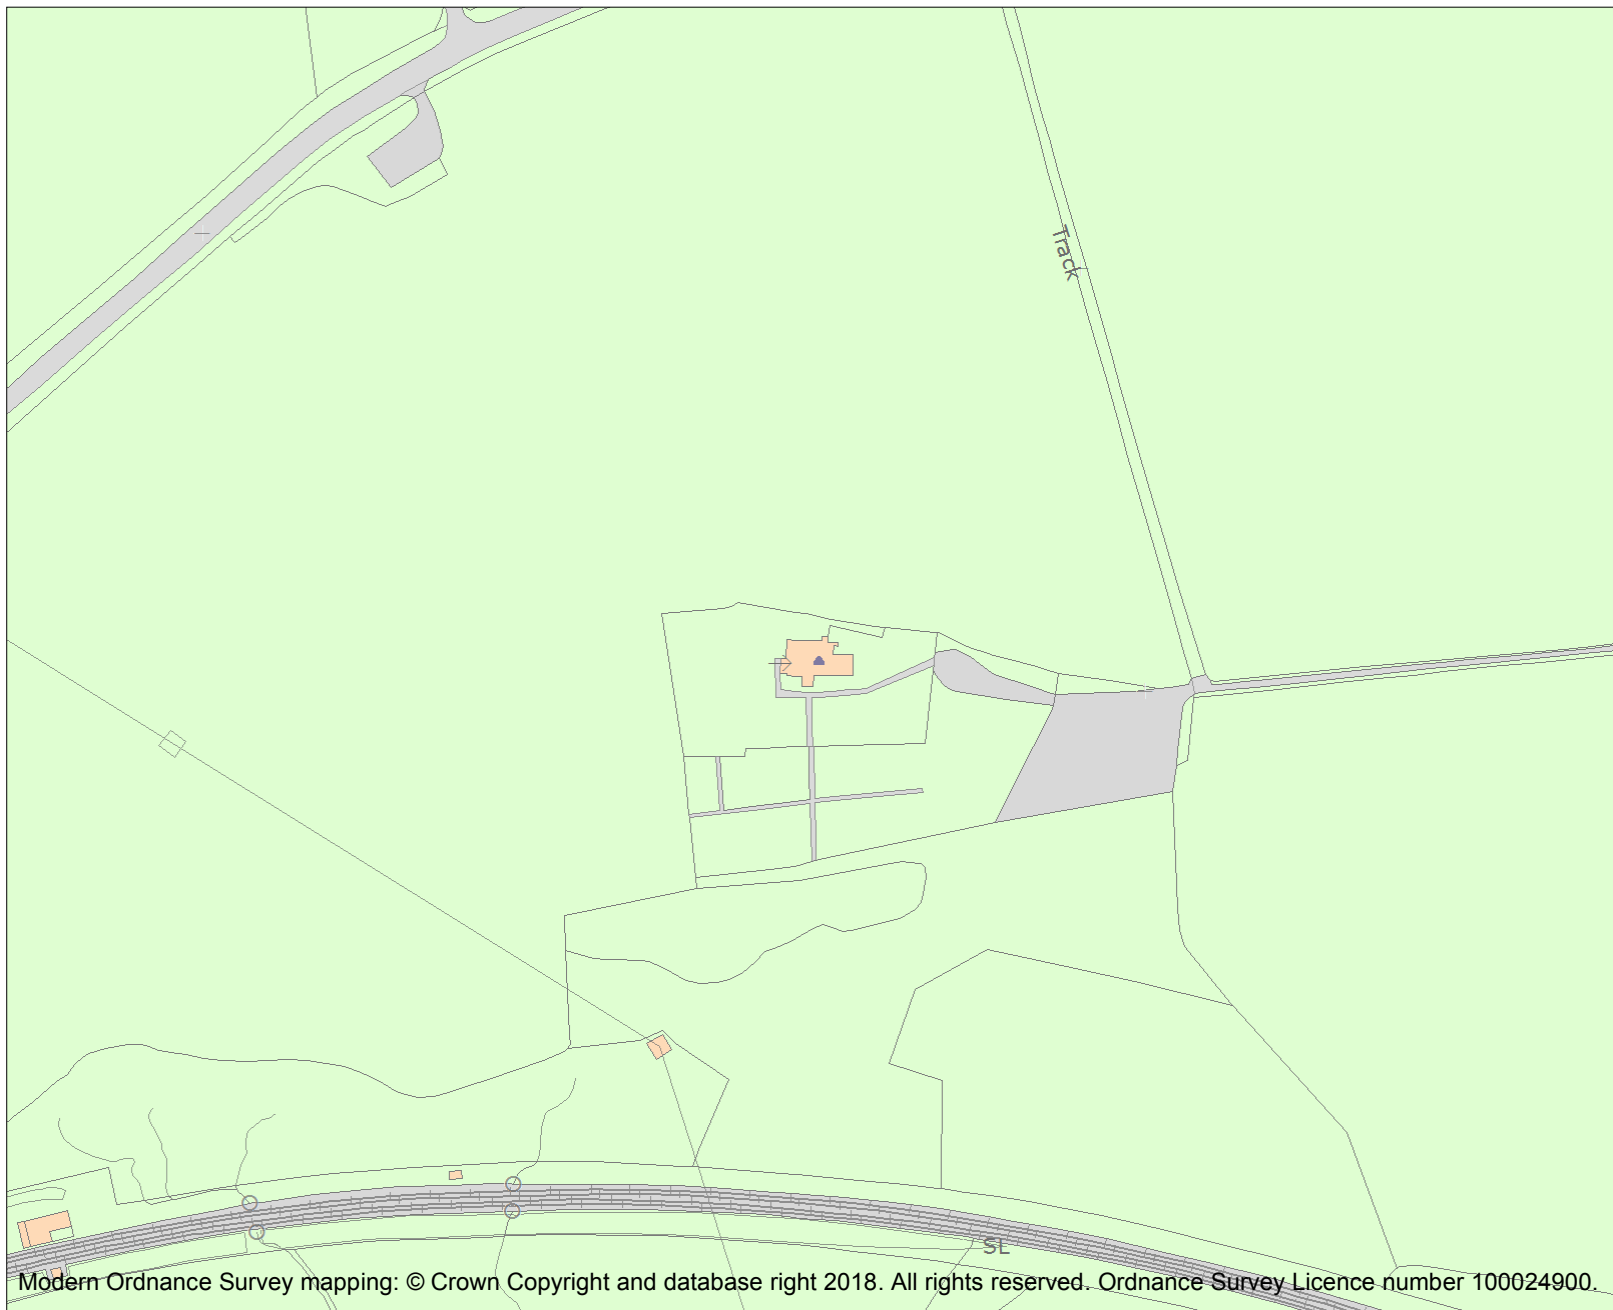 Track
SL
Modern Ordnance Survey mapping: © Crown Copyright and database right 2018. All rights reserved. Ordnance Survey Licence number 100024900.